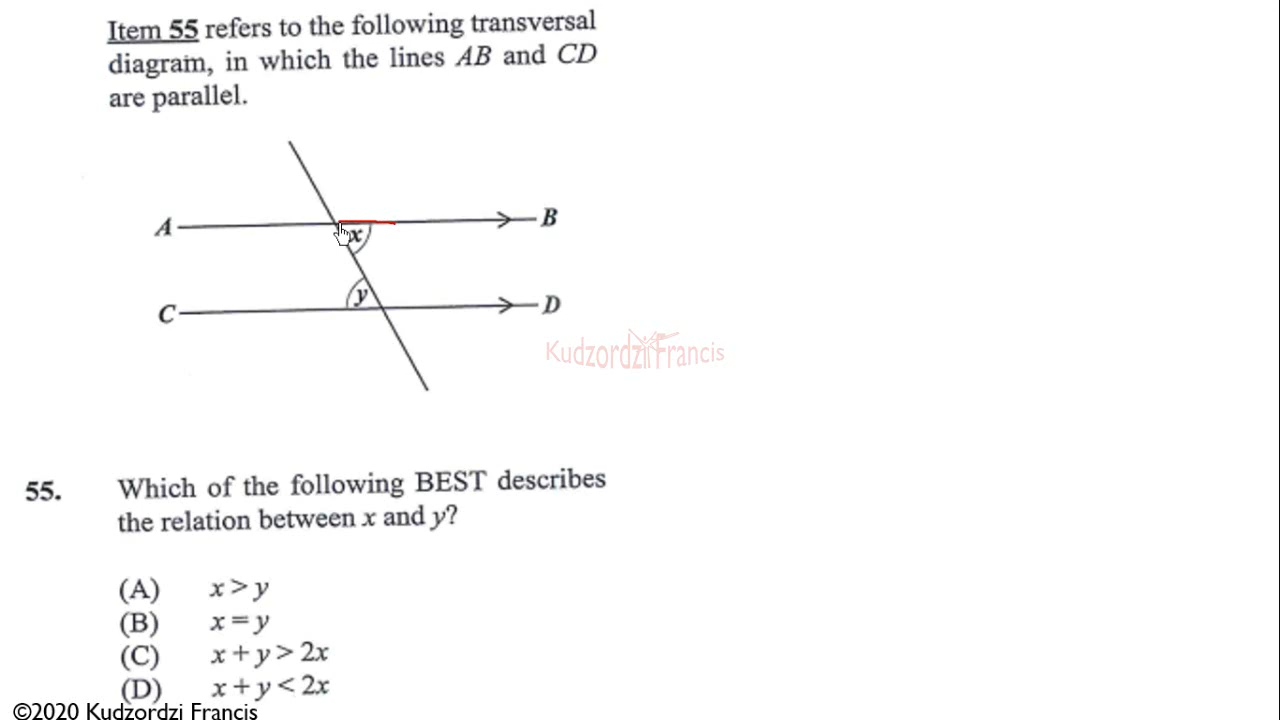 Item 55 refers to the following transversal
diagram, in which the lines AB and CD
are parallel.
A
B
x
y
C
D
Kudzordzi Francis
55. Which of the following BEST describes
the relation between x and y?
(A) x > y
(B) x = y
(C) x + y > 2x
(D) x + y < 2x
©2020 Kudzordzi Francis